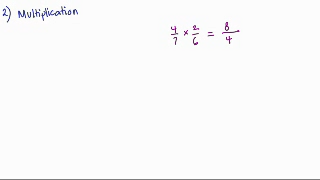 2) Multiplication
4/7 × 2/6 = 8/4